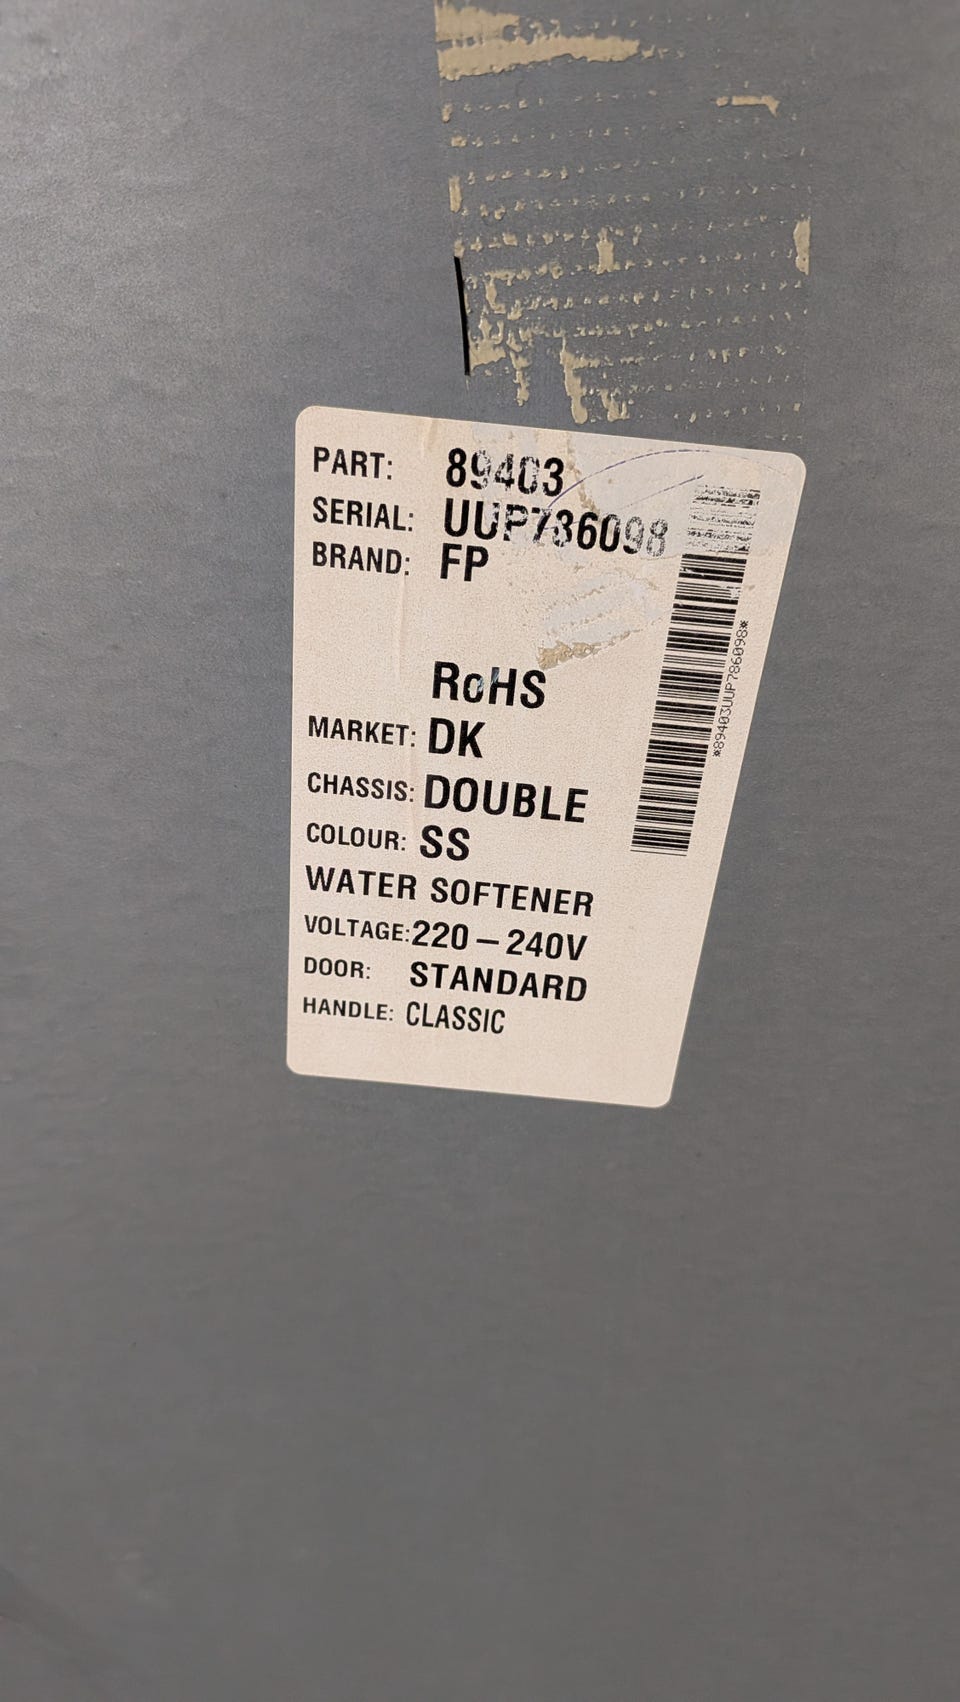 PART: 89403
SERIAL: UUP786098
BRAND: FP
RoHS
MARKET: DK
CHASSIS: DOUBLE
COLOUR: SS
WATER SOFTENER
VOLTAGE: 220 – 240V
DOOR: STANDARD
HANDLE: CLASSIC
*89403UUP786098*